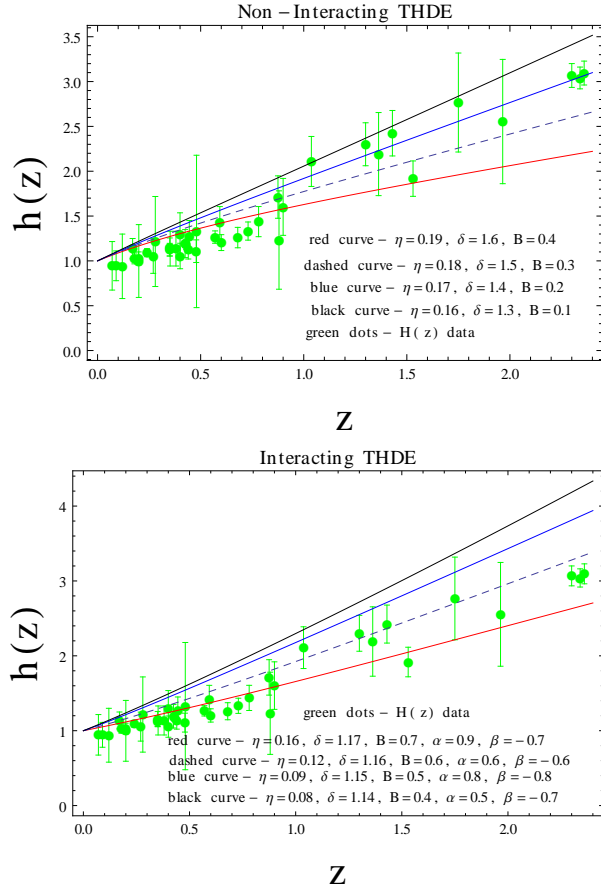 Non - Interacting THDE
3.5
3.0
2.5
2.0
1.5
1.0
0.5
0.0
h(z)
red curve - η = 0.19, δ = 1.6, B = 0.4
dashed curve - η = 0.18, δ = 1.5, B = 0.3
blue curve - η = 0.17, δ = 1.4, B = 0.2
black curve - η = 0.16, δ = 1.3, B = 0.1
green dots - H(z) data
0.0 0.5 1.0 1.5 2.0
z
Interacting THDE
4
3
2
1
0
h(z)
green dots - H(z) data
red curve - η = 0.16, δ = 1.17, B = 0.7, α = 0.9, β = -0.7
dashed curve - η = 0.12, δ = 1.16, B = 0.6, α = 0.6, β = -0.6
blue curve - η = 0.09, δ = 1.15, B = 0.5, α = 0.8, β = -0.8
black curve - η = 0.08, δ = 1.14, B = 0.4, α = 0.5, β = -0.7
0.0 0.5 1.0 1.5 2.0
z